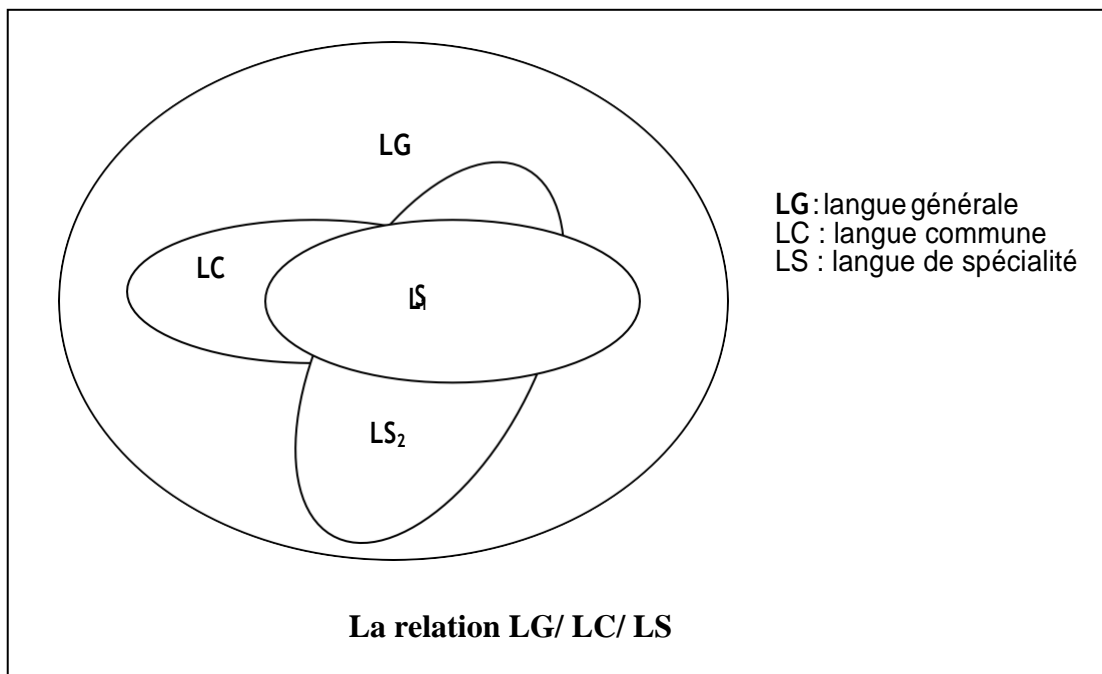 LG
LG : langue générale
LC : langue commune
LS : langue de spécialité
LC
LS₁
LS₂
La relation LG/ LC/ LS